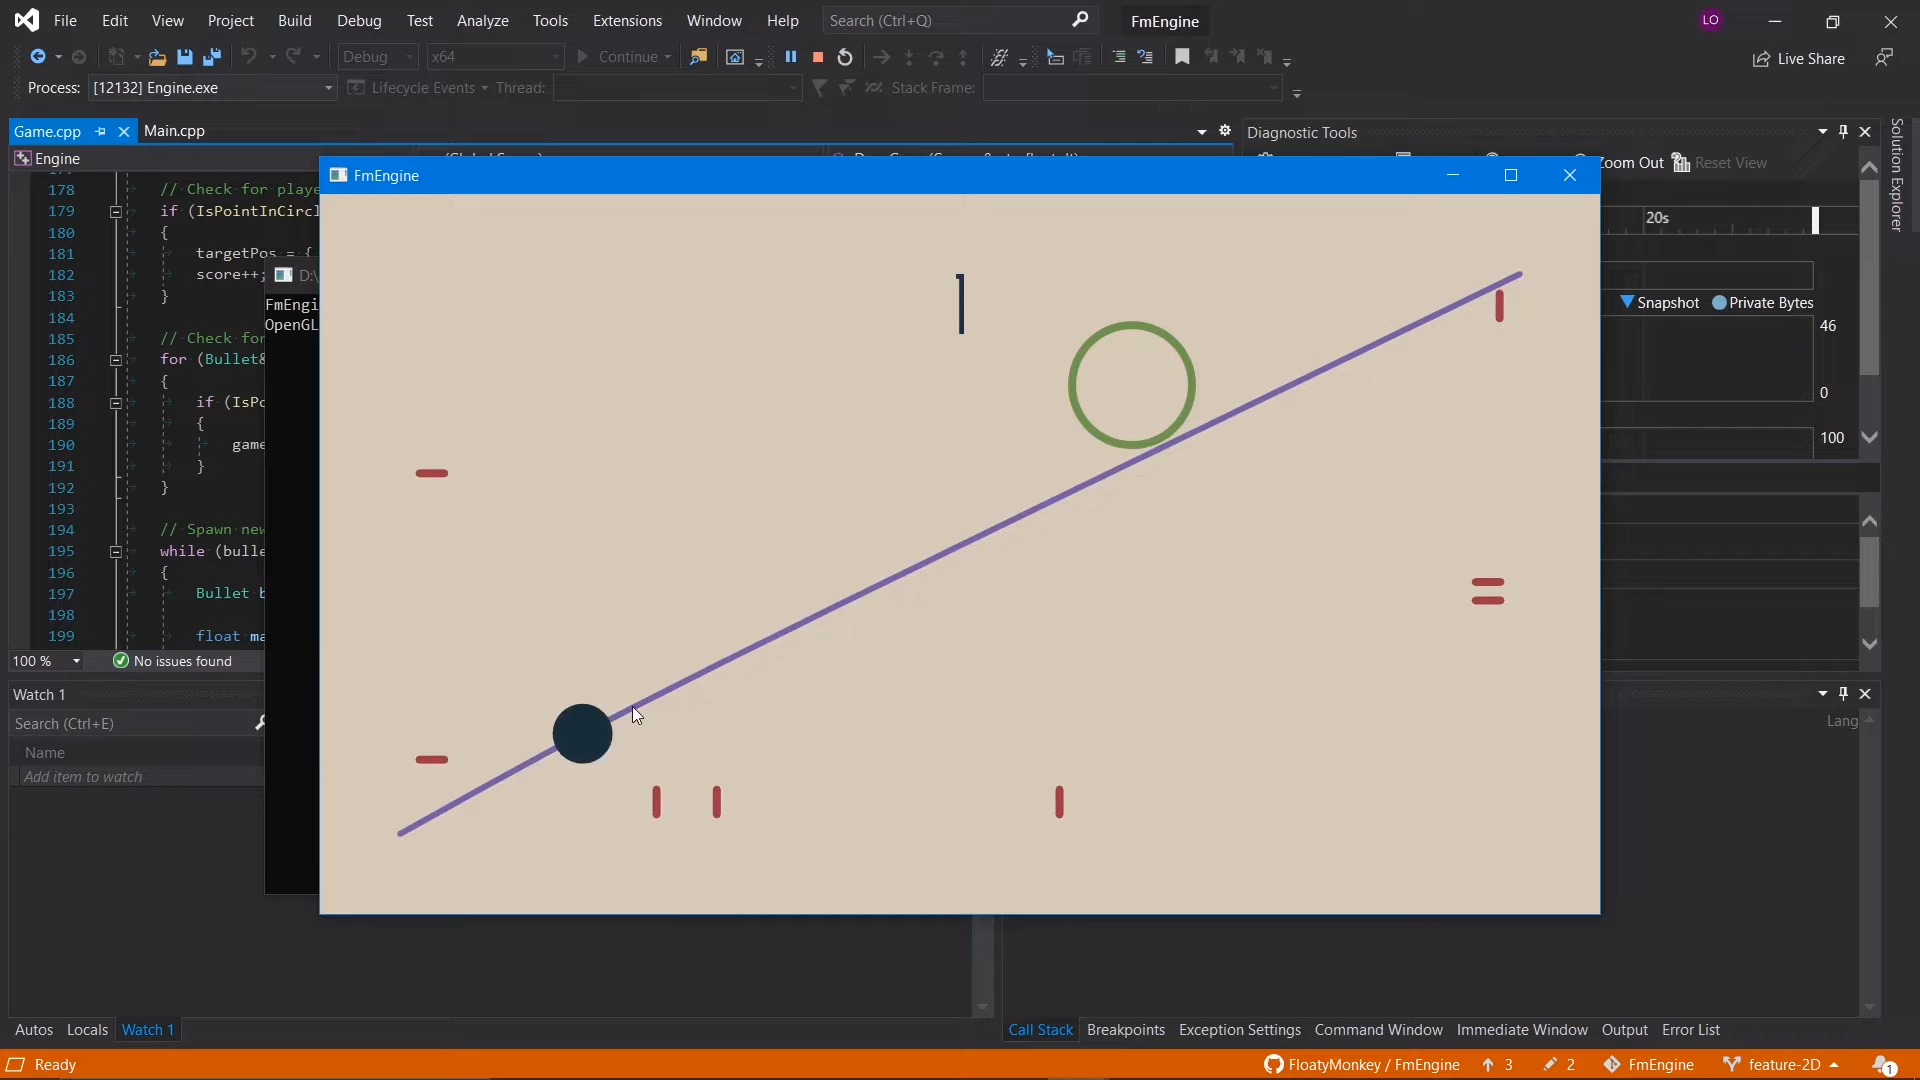 File Edit View Project Build Debug Test Analyze Tools Extensions Window Help Search (Ctrl+Q) FmEngine LO
Debug x64 Continue Live Share
Process: [12132] Engine.exe Lifecycle Events Thread: Stack Frame:
Game.cpp Main.cpp Diagnostic Tools Solution Explorer
Engine
FmEngine
Zoom Out Reset View
20s
Snapshot Private Bytes
46
0
100
178 // Check for playe
179 if (IsPointInCircl
180 {
181 targetPos = {
182 score++;
183 }
184
185 // Check for
186 for (Bullet&
187 {
188 if (IsPo
189 {
190 game
191 }
192 }
193
194 // Spawn new
195 while (bulle
196 {
197 Bullet b
198
199 float ma
D:\
FmEngi
OpenGL
1
100 % No issues found
Watch 1
Search (Ctrl+E)
Name
Add item to watch
Lang
Autos Locals Watch 1 Call Stack Breakpoints Exception Settings Command Window Immediate Window Output Error List
Ready FloatyMonkey / FmEngine 3 2 FmEngine feature-2D 1